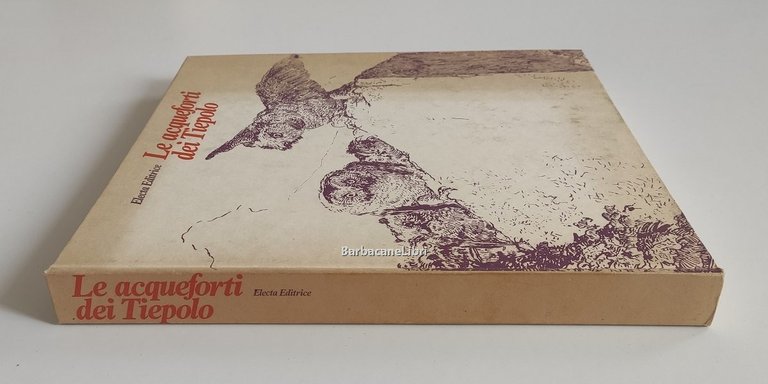 Le acqueforti
dei Tiepolo
Electa Editrice
BarbacaneLibri
Le acqueforti
dei Tiepolo
Electa Editrice